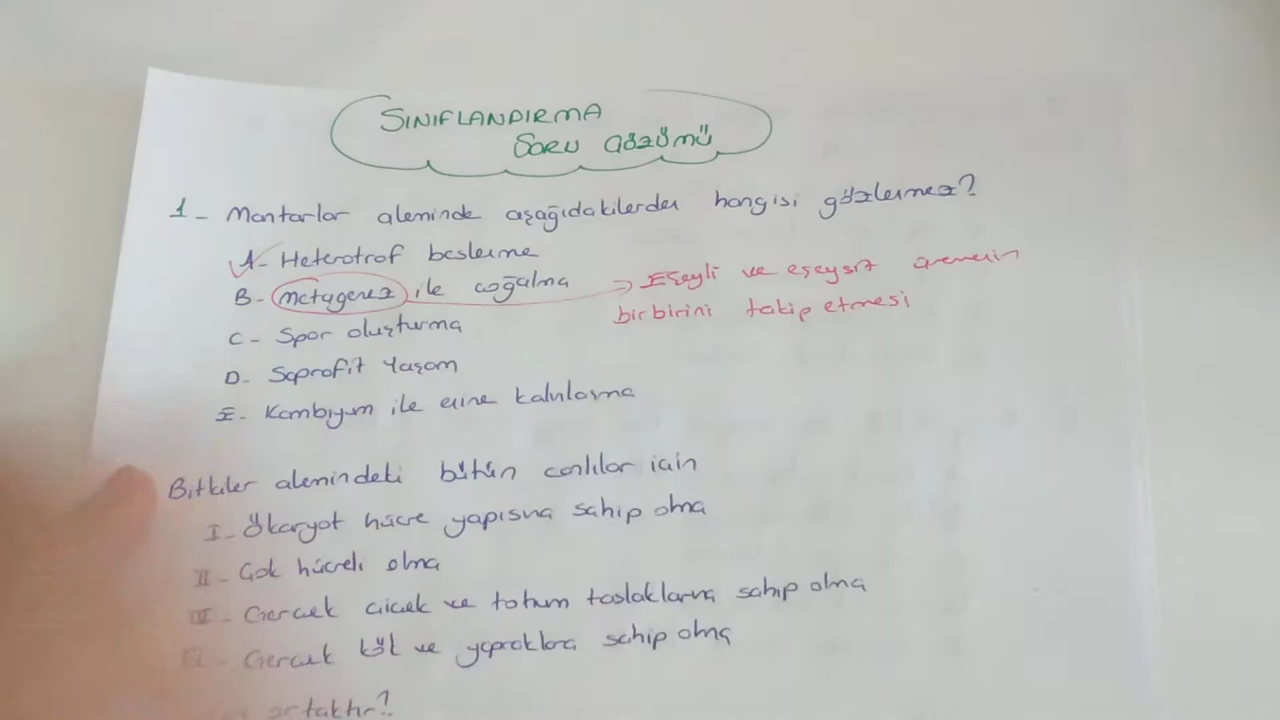 SINIFLANDIRMA
SORU ÇÖZÜMÜ
1- Mantarlar aleminde aşağıdakilerden hangisi gözlenmez?
A- Heterotrof beslenme
B- Metagenez ile çoğalma → Eşeyli ve eşeysiz üremenin
birbirini takip etmesi
C- Spor oluşturma
D- Saprofit Yaşam
E- Kambiyum ile enine kalınlaşma
Bitkiler alemindeki bütün canlılar için
I- Ökaryot hücre yapısına sahip olma
II- Çok hücreli olma
III- Gerçek çiçek ve tohum taslaklarına sahip olma
Gerçek kök ve yapraklara sahip olma
ortaktır?